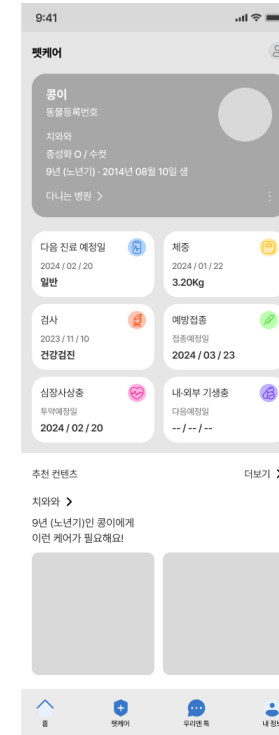 9:41
펫케어
콩이
동물등록번호
치와와
중성화 O / 수컷
9년 (노년기) · 2014년 08월 10일 생
다니는 병원 >
다음 진료 예정일
2024 / 02 / 20
일반
체중
2024 / 01 / 22
3.20Kg
검사
2023 / 11 / 10
건강검진
예방접종
접종예정일
2024 / 03 / 23
심장사상충
투약예정일
2024 / 02 / 20
내·외부 기생충
다음예정일
-- / -- / --
추천 컨텐츠
더보기
치와와 >
9년 (노년기)인 콩이에게
이런 케어가 필요해요!
홈
펫케어
우리엔 톡
내 정보